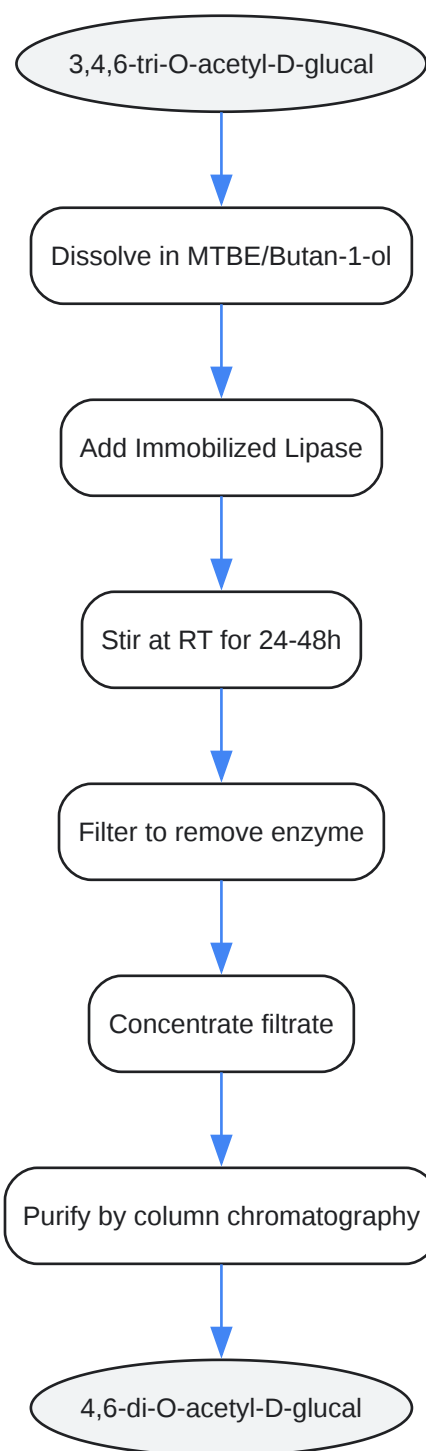 3,4,6-tri-O-acetyl-D-glucal
Dissolve in MTBE/Butan-1-ol
Add Immobilized Lipase
Stir at RT for 24-48h
Filter to remove enzyme
Concentrate filtrate
Purify by column chromatography
4,6-di-O-acetyl-D-glucal